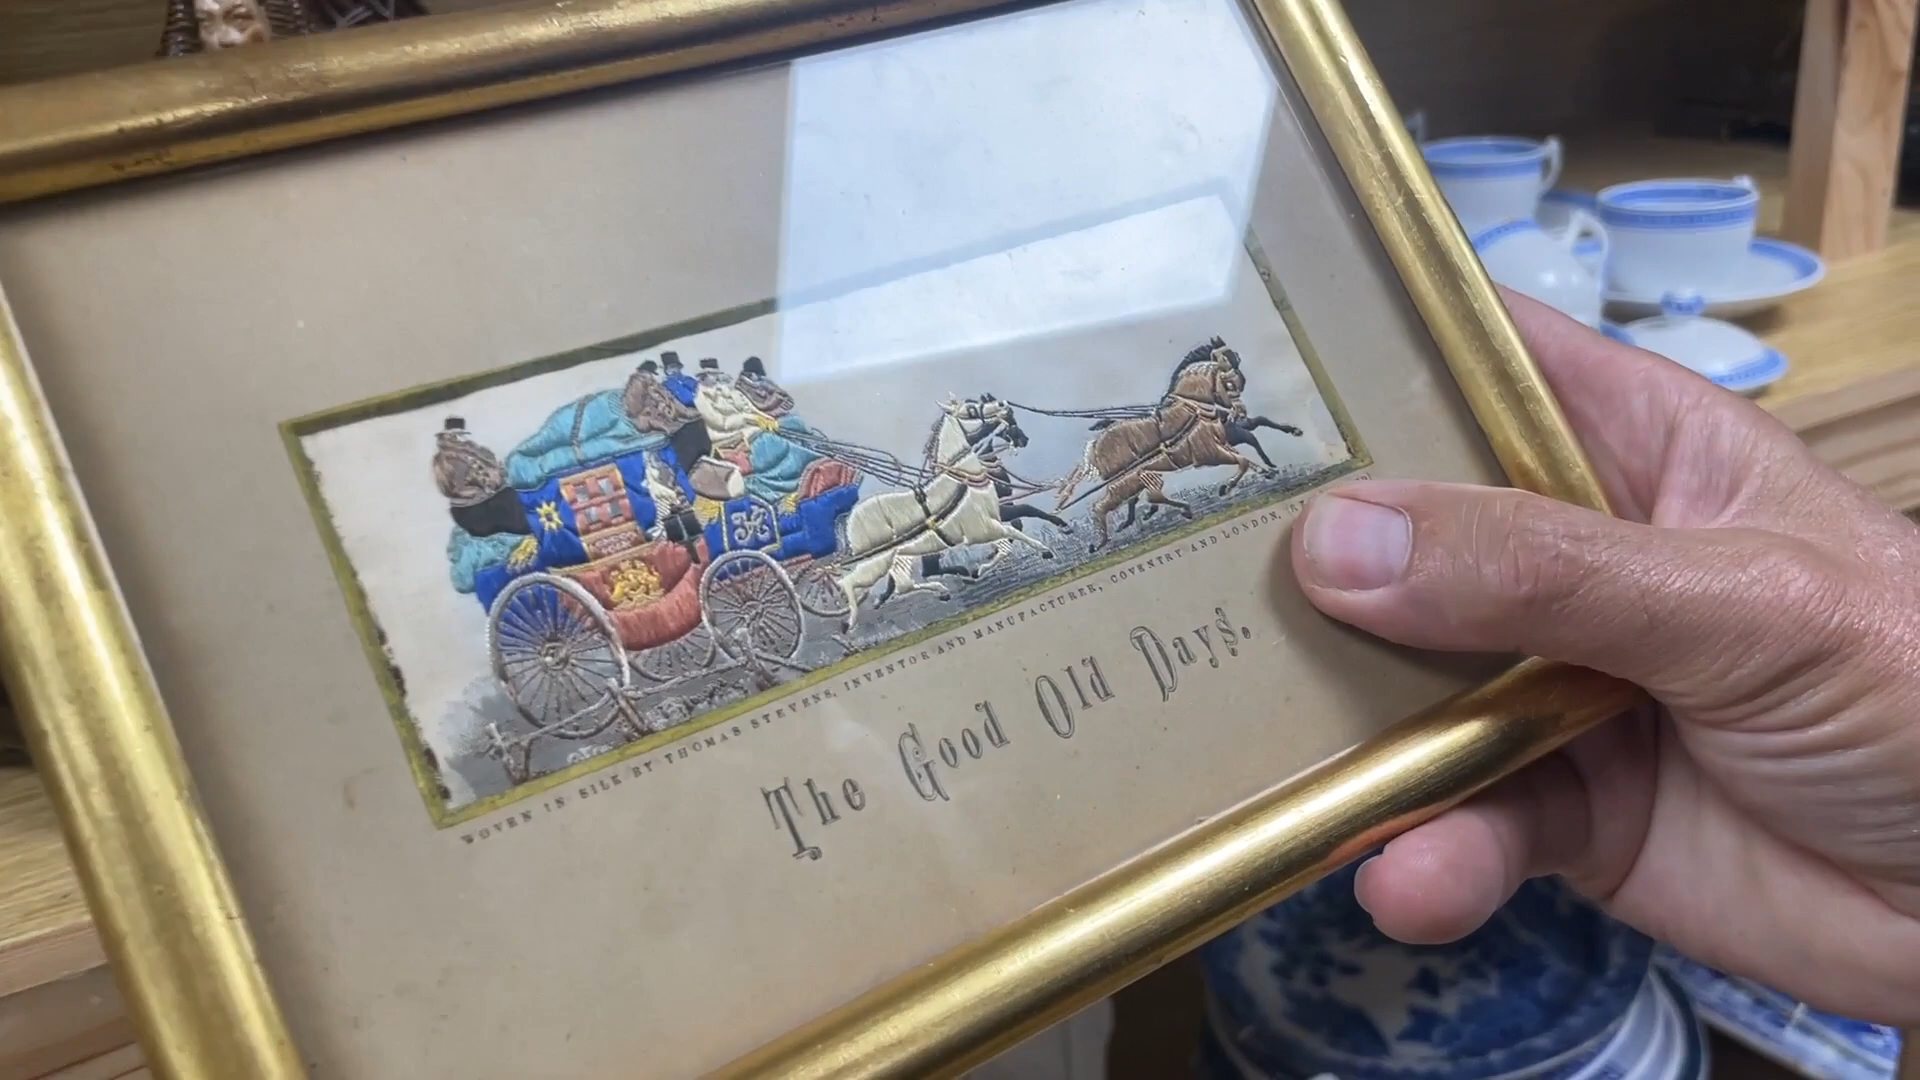 WOVEN IN SILK BY THOMAS STEVENS, INVENTOR AND MANUFACTURER, COVENTRY AND LONDON,
The Good Old Days.